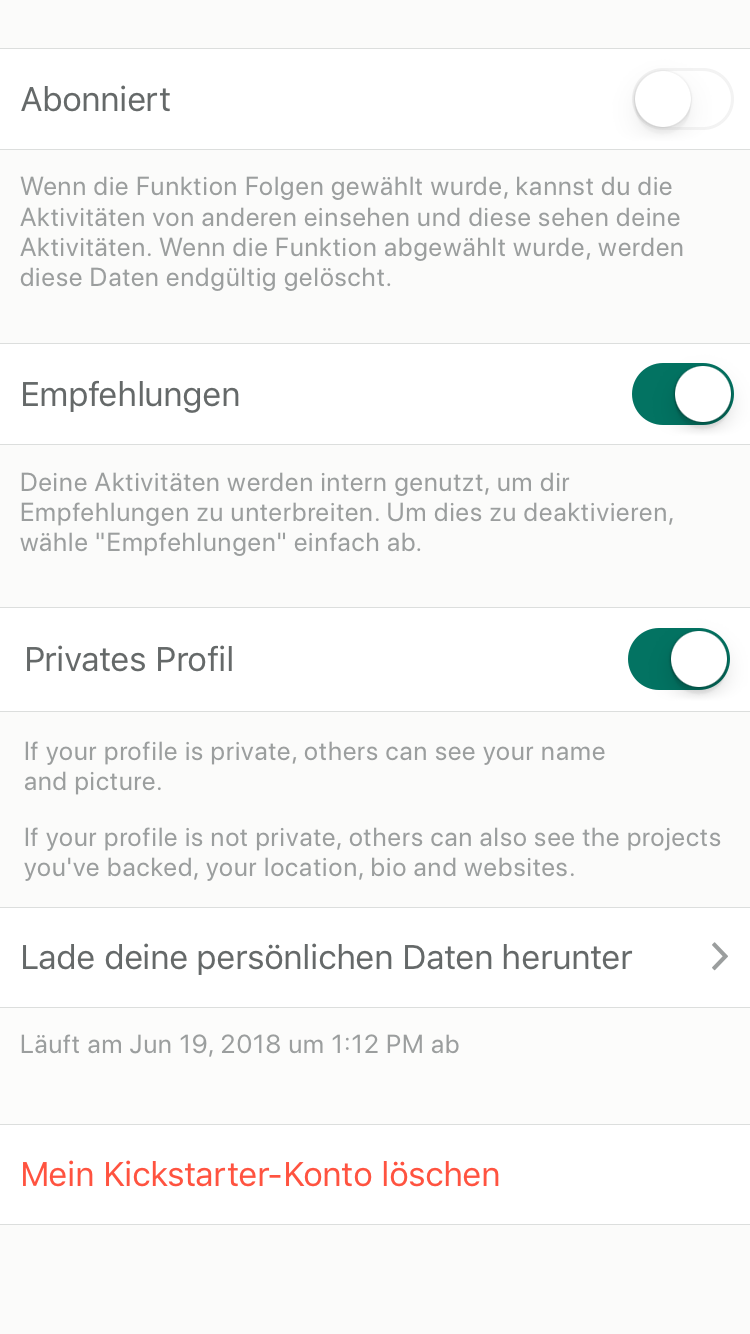 Abonniert
Wenn die Funktion Folgen gewählt wurde, kannst du die
Aktivitäten von anderen einsehen und diese sehen deine
Aktivitäten. Wenn die Funktion abgewählt wurde, werden
diese Daten endgültig gelöscht.
Empfehlungen
Deine Aktivitäten werden intern genutzt, um dir
Empfehlungen zu unterbreiten. Um dies zu deaktivieren,
wähle "Empfehlungen" einfach ab.
Privates Profil
If your profile is private, others can see your name
and picture.
If your profile is not private, others can also see the projects
you've backed, your location, bio and websites.
Lade deine persönlichen Daten herunter
Läuft am Jun 19, 2018 um 1:12 PM ab
Mein Kickstarter-Konto löschen